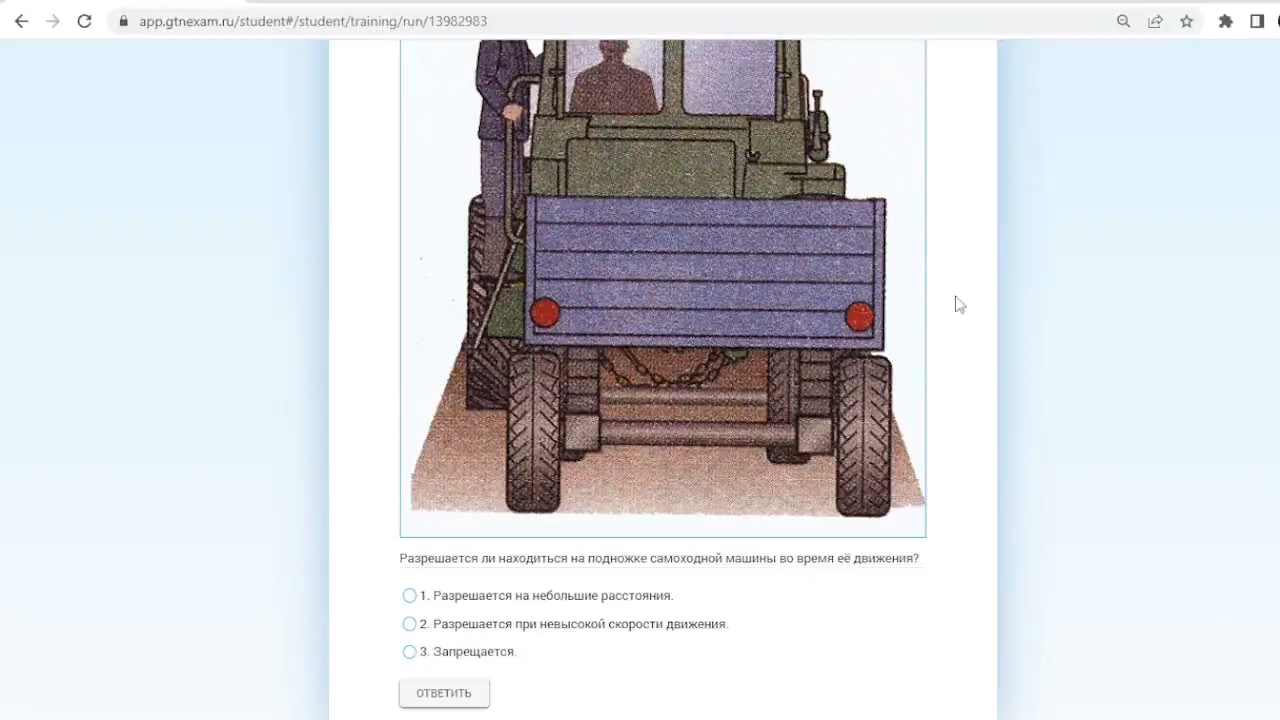 app.gtnexam.ru/student#/student/training/run/13982983
Разрешается ли находиться на подножке самоходной машины во время её движения?
1. Разрешается на небольшие расстояния.
2. Разрешается при невысокой скорости движения.
3. Запрещается.
ОТВЕТИТЬ